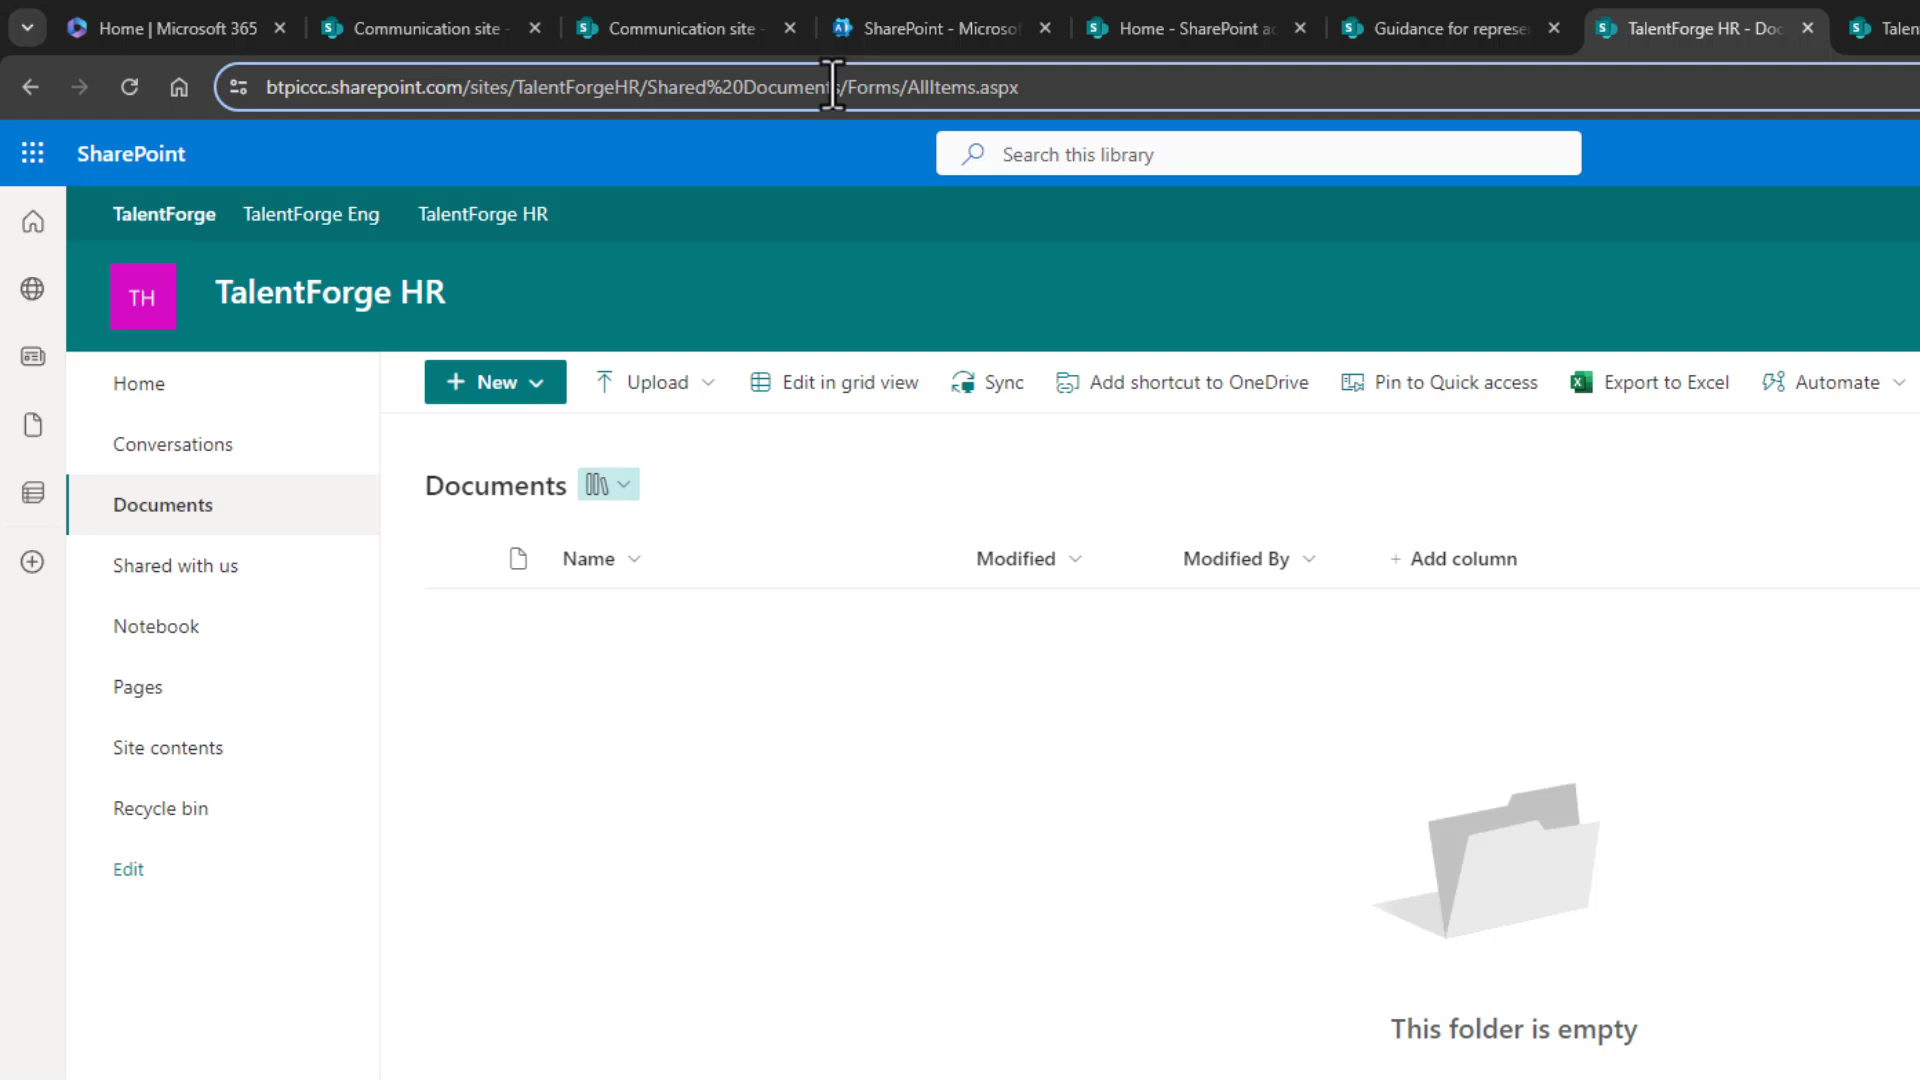 Home | Microsoft 365
Communication site -
Communication site -
SharePoint - Microsof
Home - SharePoint ac
Guidance for represe
TalentForge HR - Doc
Talen
btpiccc.sharepoint.com/sites/TalentForgeHR/Shared%20Documents/Forms/AllItems.aspx
SharePoint
Search this library
TalentForge TalentForge Eng TalentForge HR
TH
TalentForge HR
Home
Conversations
Documents
Shared with us
Notebook
Pages
Site contents
Recycle bin
Edit
+ New Upload Edit in grid view Sync Add shortcut to OneDrive Pin to Quick access Export to Excel Automate
Documents
Name Modified Modified By + Add column
This folder is empty